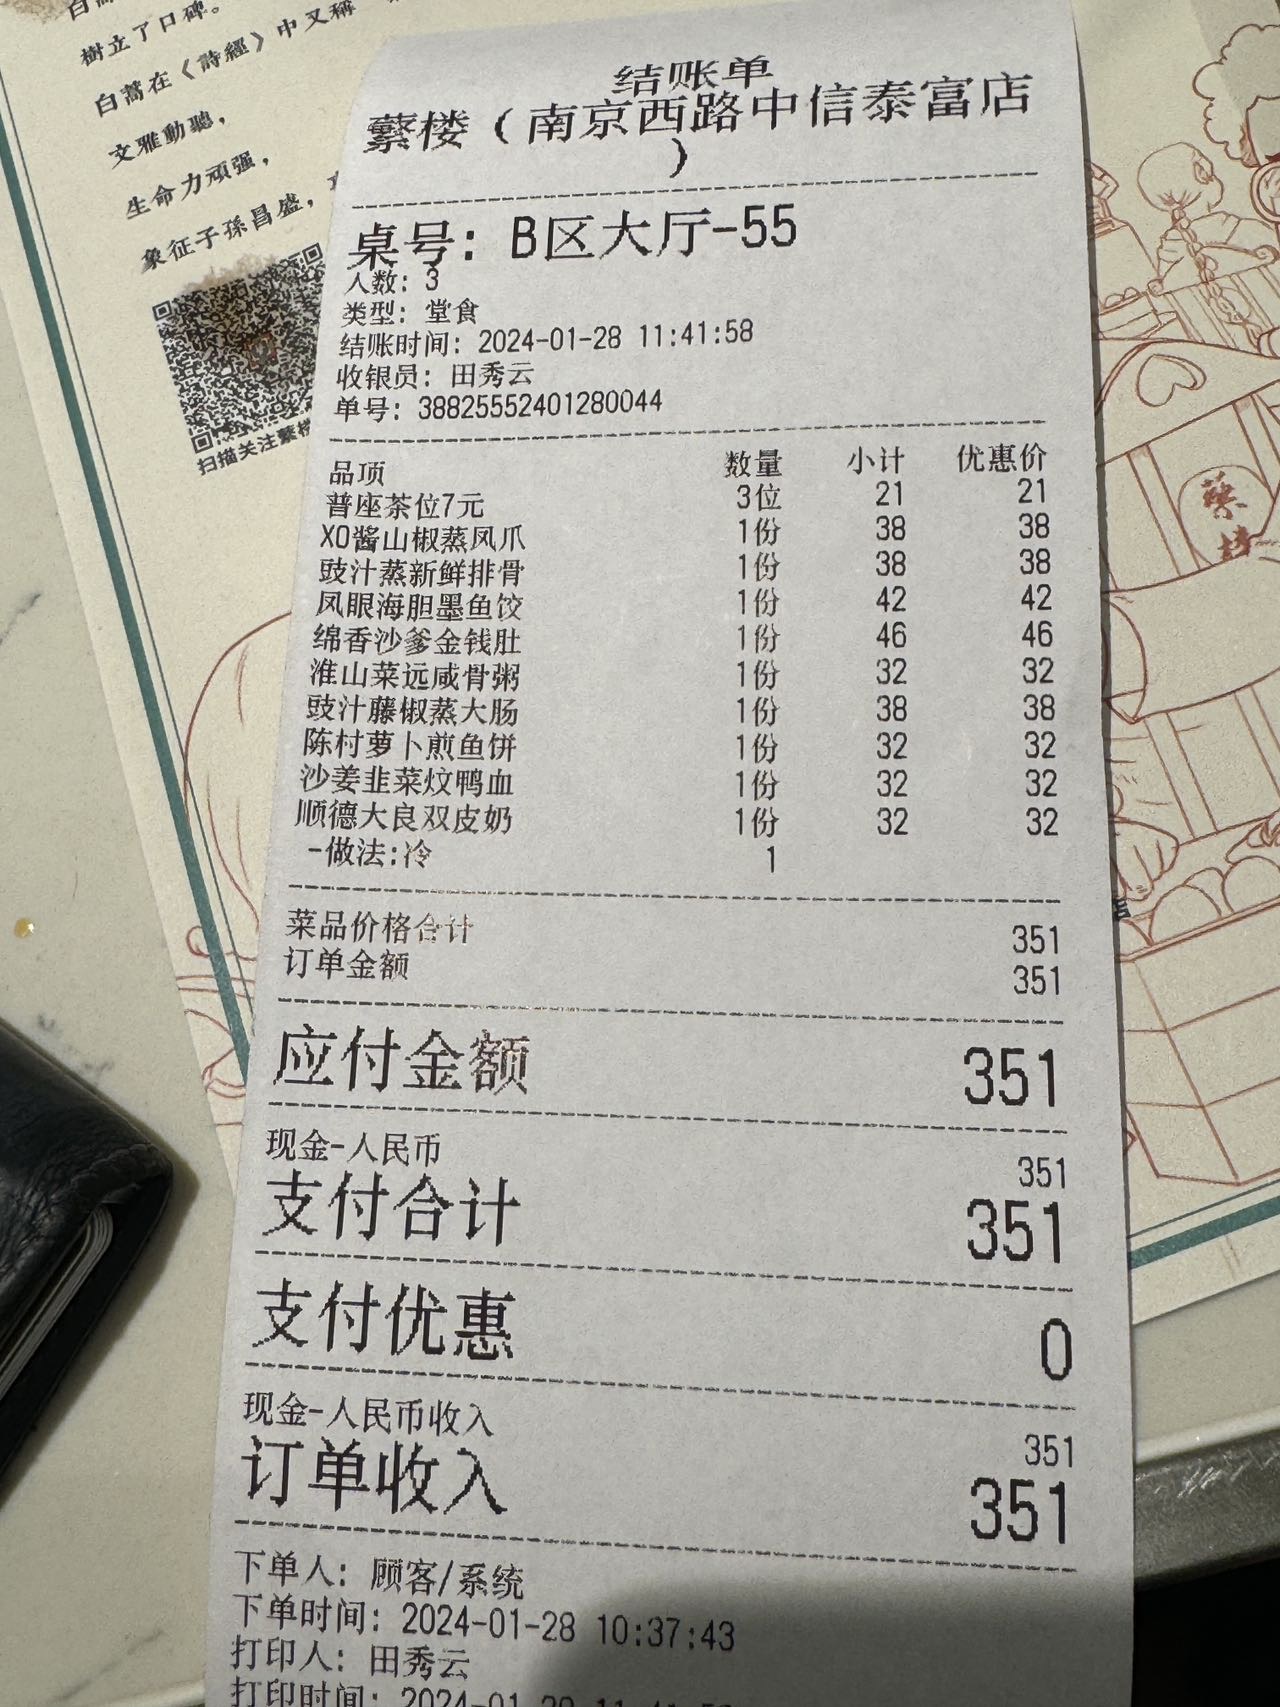 樹立了口碑。
白蒿在《詩經》中又稱
文雅動聽，
生命力頑强，
象征子孫昌盛，
扫描关注蘩楼
结账单
蘩楼（南京西路中信泰富店
）
桌号：B区大厅-55
人数：3
类型：堂食
结账时间：2024-01-28 11:41:58
收银员：田秀云
单号：38825552401280044
品项 数量 小计 优惠价
普座茶位7元 3位 21 21
XO酱山椒蒸凤爪 1份 38 38
豉汁蒸新鲜排骨 1份 38 38
凤眼海胆墨鱼饺 1份 42 42
绵香沙爹金钱肚 1份 46 46
淮山菜远咸骨粥 1份 32 32
豉汁藤椒蒸大肠 1份 38 38
陈村萝卜煎鱼饼 1份 32 32
沙姜韭菜炆鸭血 1份 32 32
顺德大良双皮奶 1份 32 32
-做法:冷 1
菜品价格合计 351
订单金额 351
应付金额 351
现金-人民币 351
支付合计 351
支付优惠 0
现金-人民币收入 351
订单收入 351
下单人：顾客/系统
下单时间：2024-01-28 10:37:43
打印人：田秀云
打印时间：2024-01-28